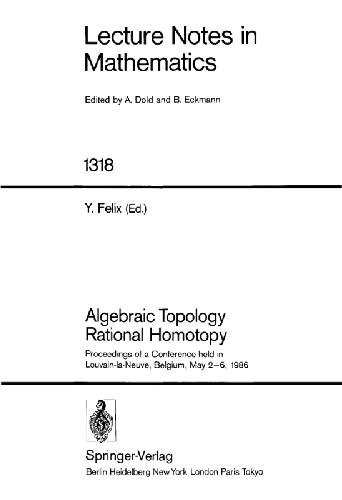 Lecture Notes in
Mathematics
Edited by A. Dold and B. Eckmann
1318
Y. Felix (Ed.)
Algebraic Topology
Rational Homotopy
Proceedings of a Conference held in
Louvain-la-Neuve, Belgium, May 2–6, 1986
Springer-Verlag
Berlin Heidelberg New York London Paris Tokyo